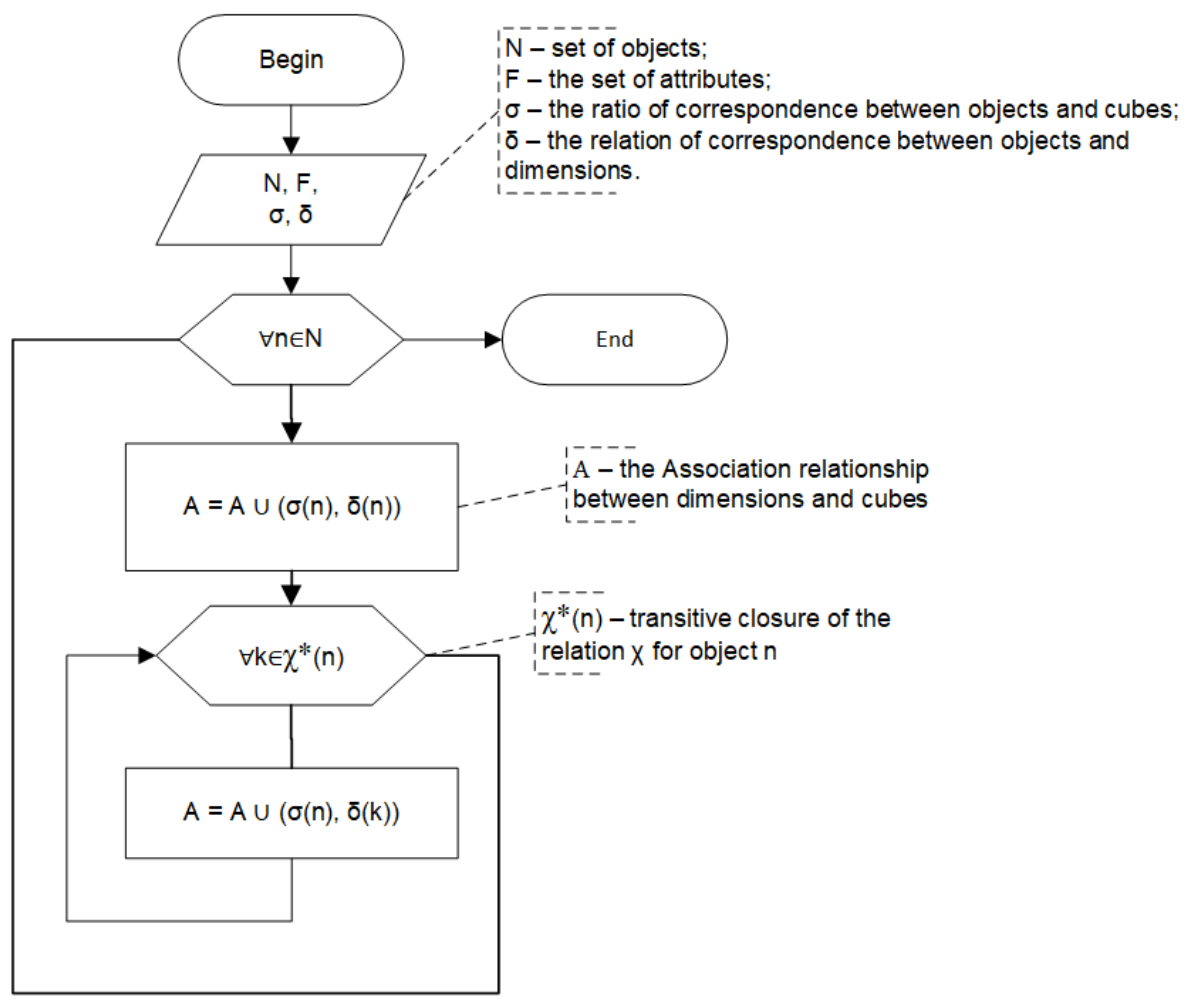 Begin
N – set of objects;
F – the set of attributes;
σ – the ratio of correspondence between objects and cubes;
δ – the relation of correspondence between objects and
dimensions.
N, F,
σ, δ
∀n∈N
End
A = A ∪ (σ(n), δ(n))
A – the Association relationship
between dimensions and cubes
χ*(n) – transitive closure of the
relation χ for object n
∀k∈χ*(n)
A = A ∪ (σ(n), δ(k))